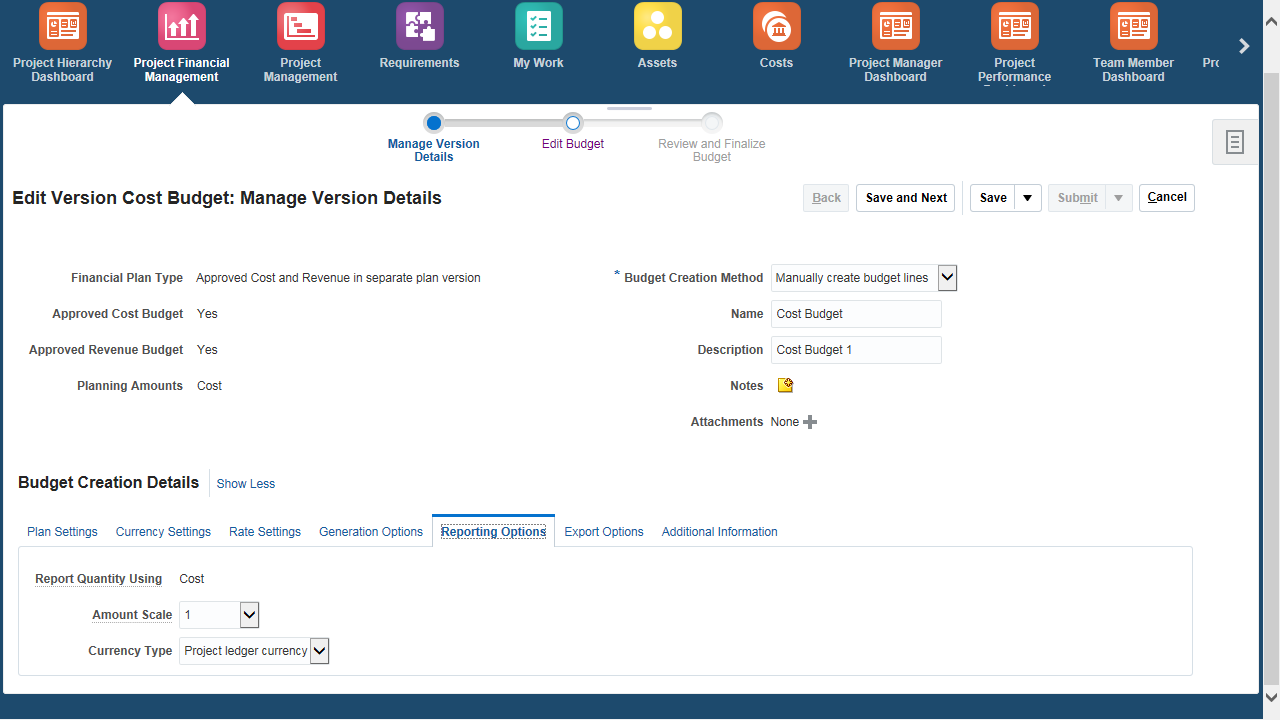 Project Hierarchy Dashboard
Project Financial Management
Project Management
Requirements
My Work
Assets
Costs
Project Manager Dashboard
Project Performance
Team Member Dashboard
Pro
Manage Version Details
Edit Budget
Review and Finalize Budget
Edit Version Cost Budget: Manage Version Details
Back
Save and Next
Save
Submit
Cancel
Financial Plan Type Approved Cost and Revenue in separate plan version
* Budget Creation Method Manually create budget lines
Approved Cost Budget Yes
Name Cost Budget
Approved Revenue Budget Yes
Description Cost Budget 1
Planning Amounts Cost
Notes
Attachments None
Budget Creation Details Show Less
Plan Settings Currency Settings Rate Settings Generation Options Reporting Options Export Options Additional Information
Report Quantity Using Cost
Amount Scale 1
Currency Type Project ledger currency